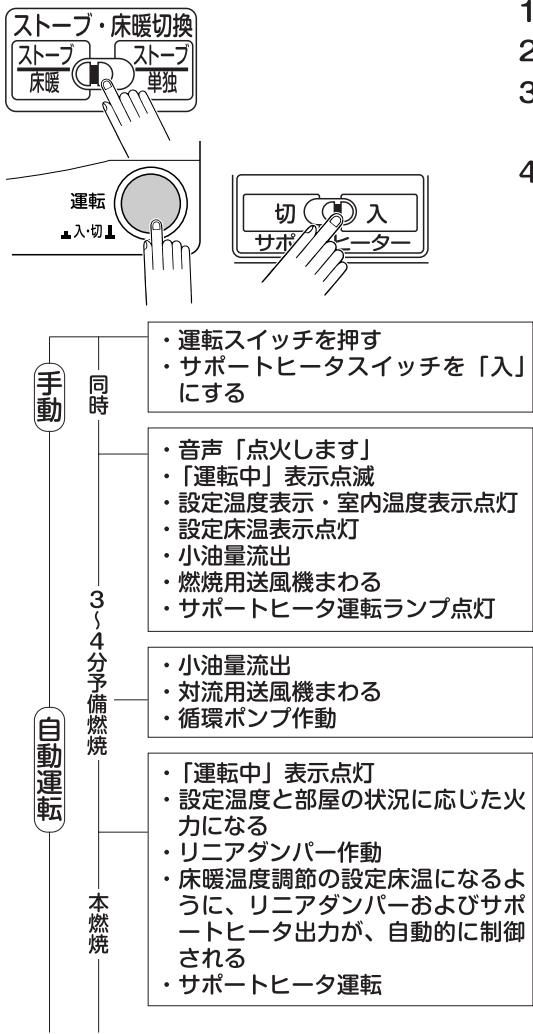 ストーブ・床暖切換
ストーブ
床暖
ストーブ
単独
1
2
3
4
運転
入・切
切 入
サポ ヒーター
手動
同時
・運転スイッチを押す
・サポートヒータスイッチを「入」
にする
・音声「点火します」
・「運転中」表示点滅
・設定温度表示・室内温度表示点灯
・設定床温表示点灯
・小油量流出
・燃焼用送風機まわる
・サポートヒータ運転ランプ点灯
3〜4分予備燃焼
・小油量流出
・対流用送風機まわる
・循環ポンプ作動
自動運転
・「運転中」表示点灯
・設定温度と部屋の状況に応じた火
力になる
・リニアダンパー作動
・床暖温度調節の設定床温になるよ
うに、リニアダンパーおよびサポ
ートヒータ出力が、自動的に制御
される
・サポートヒータ運転
本燃焼